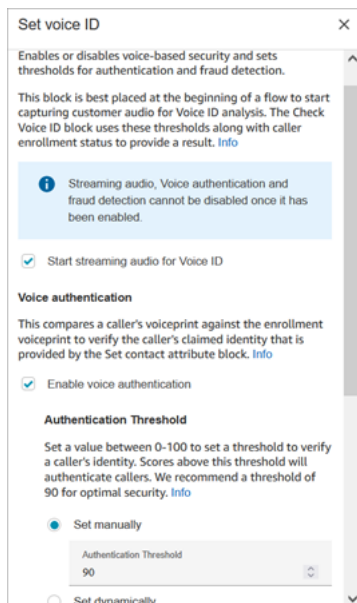 Set voice ID
Enables or disables voice-based security and sets
thresholds for authentication and fraud detection.
This block is best placed at the beginning of a flow to start
capturing customer audio for Voice ID analysis. The Check
Voice ID block uses these thresholds along with caller
enrollment status to provide a result. Info
Streaming audio, Voice authentication and
fraud detection cannot be disabled once it has
been enabled.
Start streaming audio for Voice ID
Voice authentication
This compares a caller's voiceprint against the enrollment
voiceprint to verify the caller's claimed identity that is
provided by the Set contact attribute block. Info
Enable voice authentication
Authentication Threshold
Set a value between 0-100 to set a threshold to verify
a caller's identity. Scores above this threshold will
authenticate callers. We recommend a threshold of
90 for optimal security. Info
Set manually
Authentication Threshold
90
Set dynamically